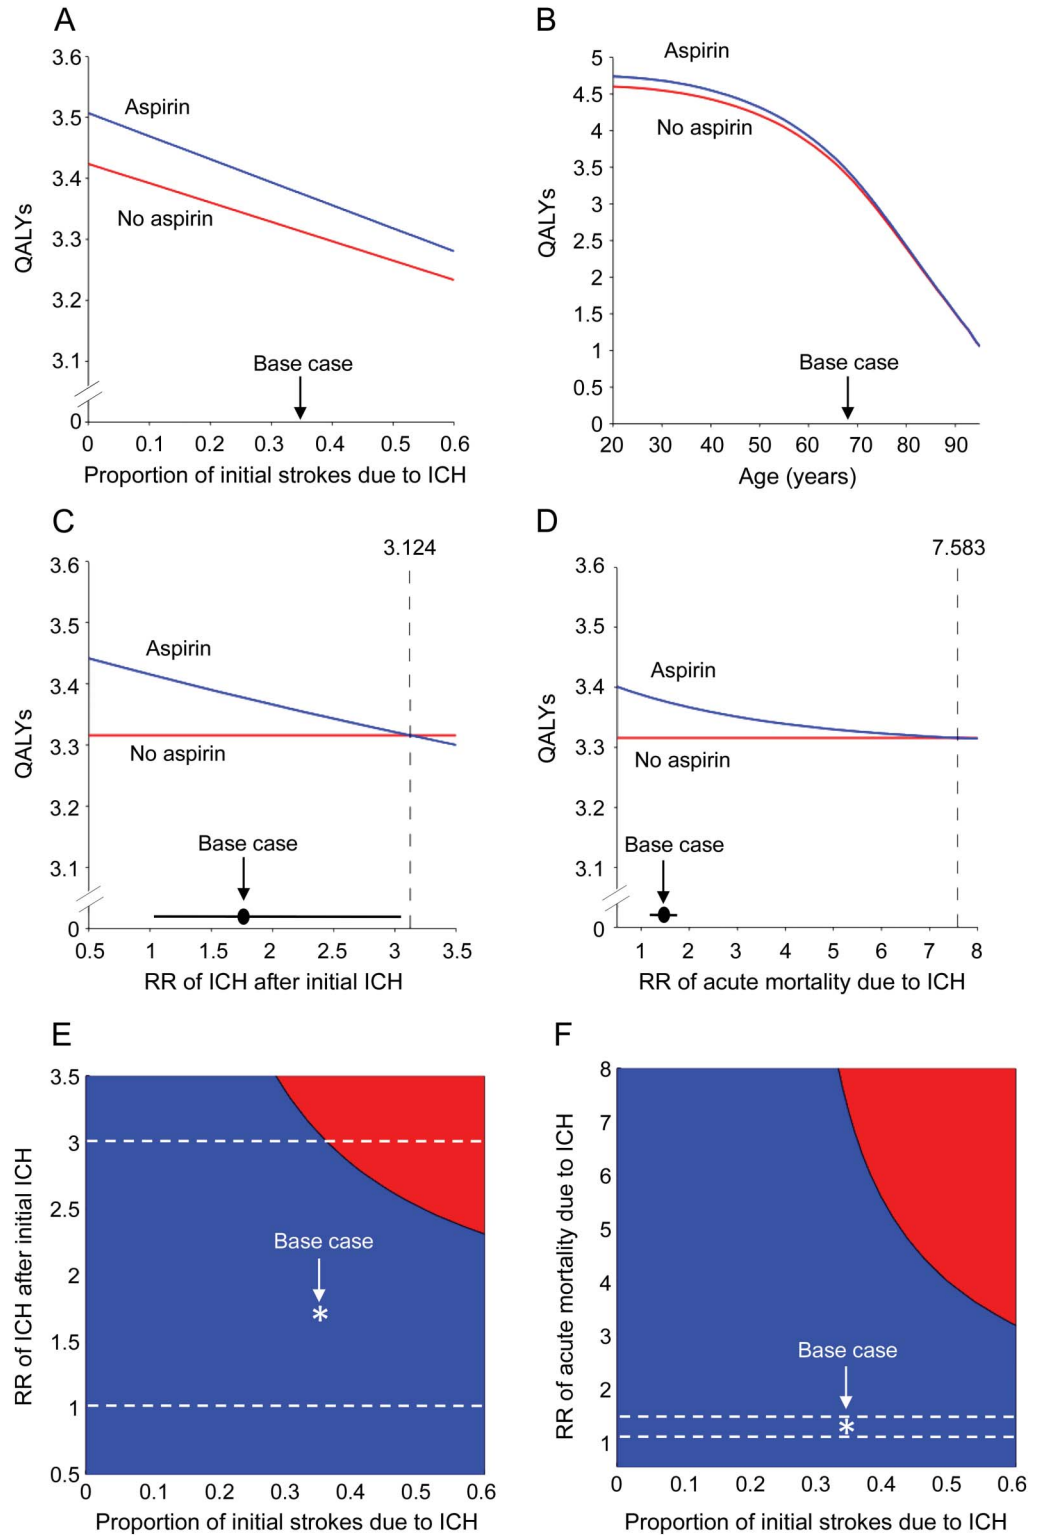 A
3.6
3.5
3.4
3.3
3.2
3.1
0
QALYs
Aspirin
No aspirin
Base case
0 0.1 0.2 0.3 0.4 0.5 0.6
Proportion of initial strokes due to ICH
B
5
4.5
4
3.5
3
2.5
2
1.5
1
0.5
0
QALYs
Aspirin
No aspirin
Base case
20 30 40 50 60 70 80 90
Age (years)
C
3.124
3.6
3.5
3.4
3.3
3.2
3.1
0
QALYs
Aspirin
No aspirin
Base case
0.5 1 1.5 2 2.5 3 3.5
RR of ICH after initial ICH
D
7.583
3.6
3.5
3.4
3.3
3.2
3.1
0
QALYs
Aspirin
No aspirin
Base case
1 2 3 4 5 6 7 8
RR of acute mortality due to ICH
E
3.5
3
2.5
2
1.5
1
0.5
RR of ICH after initial ICH
Base case
*
0 0.1 0.2 0.3 0.4 0.5 0.6
Proportion of initial strokes due to ICH
F
8
7
6
5
4
3
2
1
RR of acute mortality due to ICH
Base case
*
0 0.1 0.2 0.3 0.4 0.5 0.6
Proportion of initial strokes due to ICH